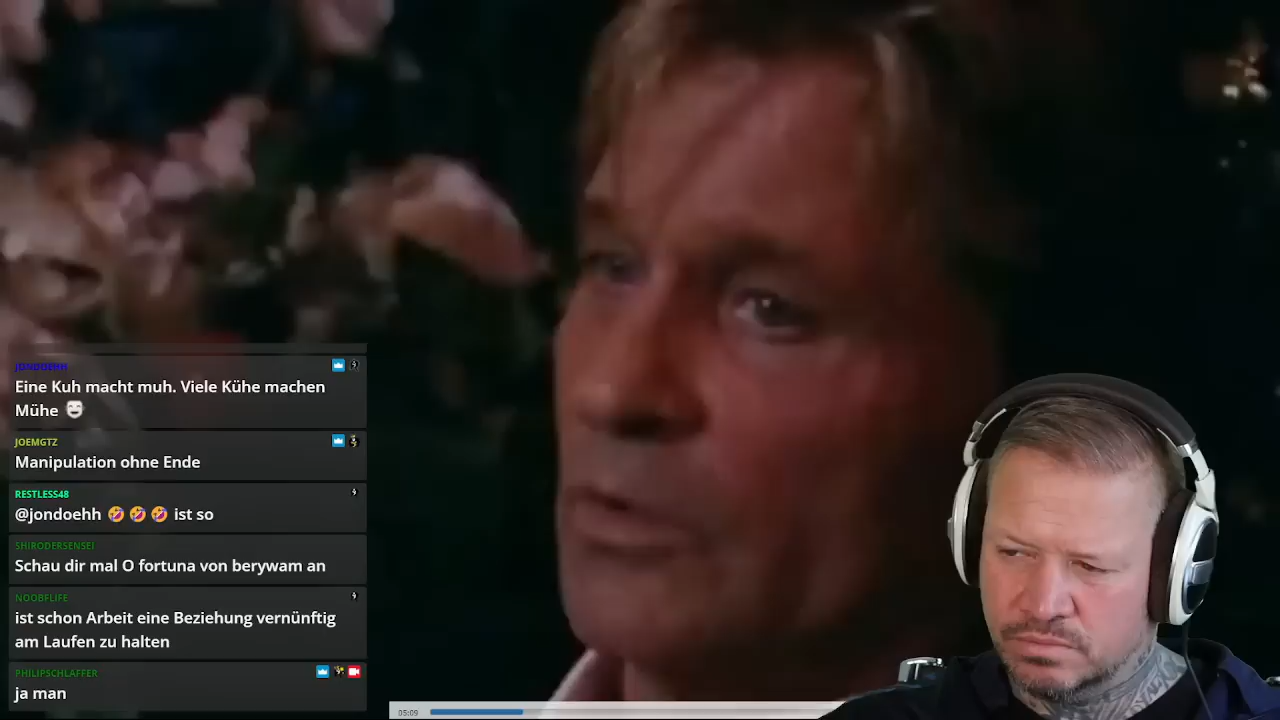 JONDOEHH
Eine Kuh macht muh. Viele Kühe machen
Mühe
JOEMGTZ
Manipulation ohne Ende
RESTLESS48
@jondoehh 🤣🤣🤣 ist so
SHIRODERSENSEI
Schau dir mal O fortuna von berywam an
NOOBFLIFE
ist schon Arbeit eine Beziehung vernünftig
am Laufen zu halten
PHILIPSCHLAFFER
ja man
05:09